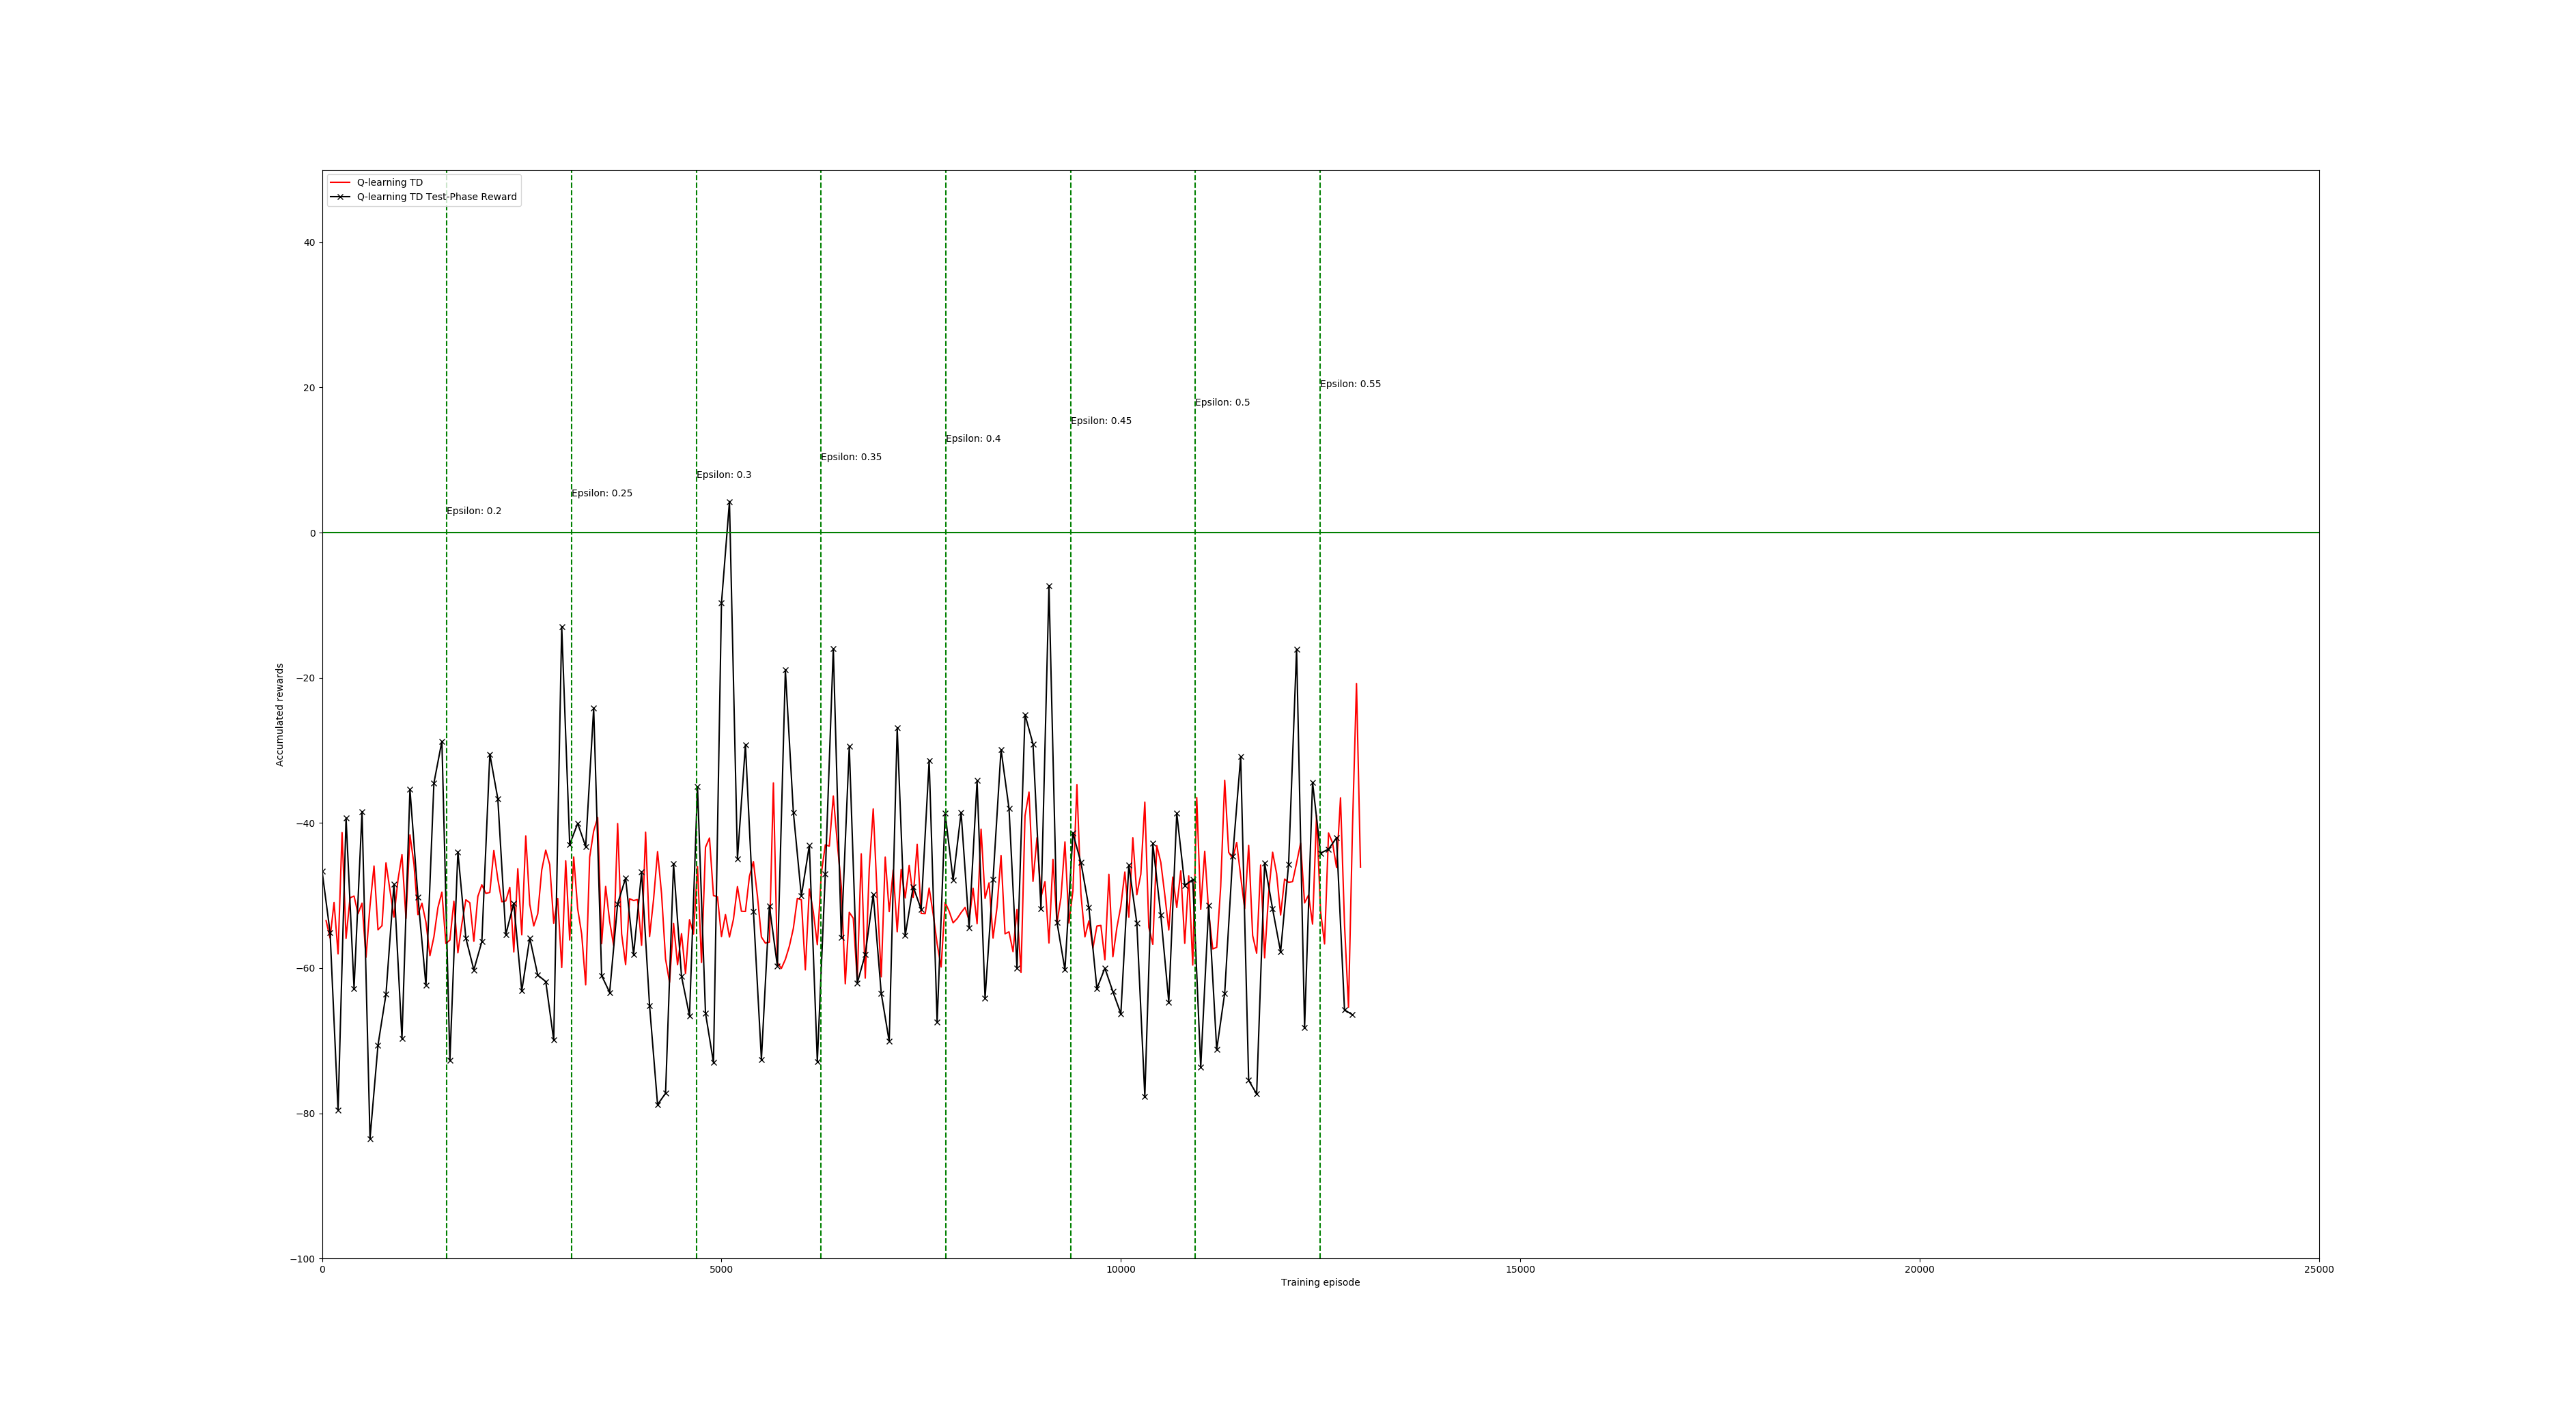 Q-learning TD
Q-learning TD Test-Phase Reward
40
20
0
−20
−40
−60
−80
−100
Accumulated rewards
Epsilon: 0.2
Epsilon: 0.25
Epsilon: 0.3
Epsilon: 0.35
Epsilon: 0.4
Epsilon: 0.45
Epsilon: 0.5
Epsilon: 0.55
0
5000
10000
15000
20000
25000
Training episode